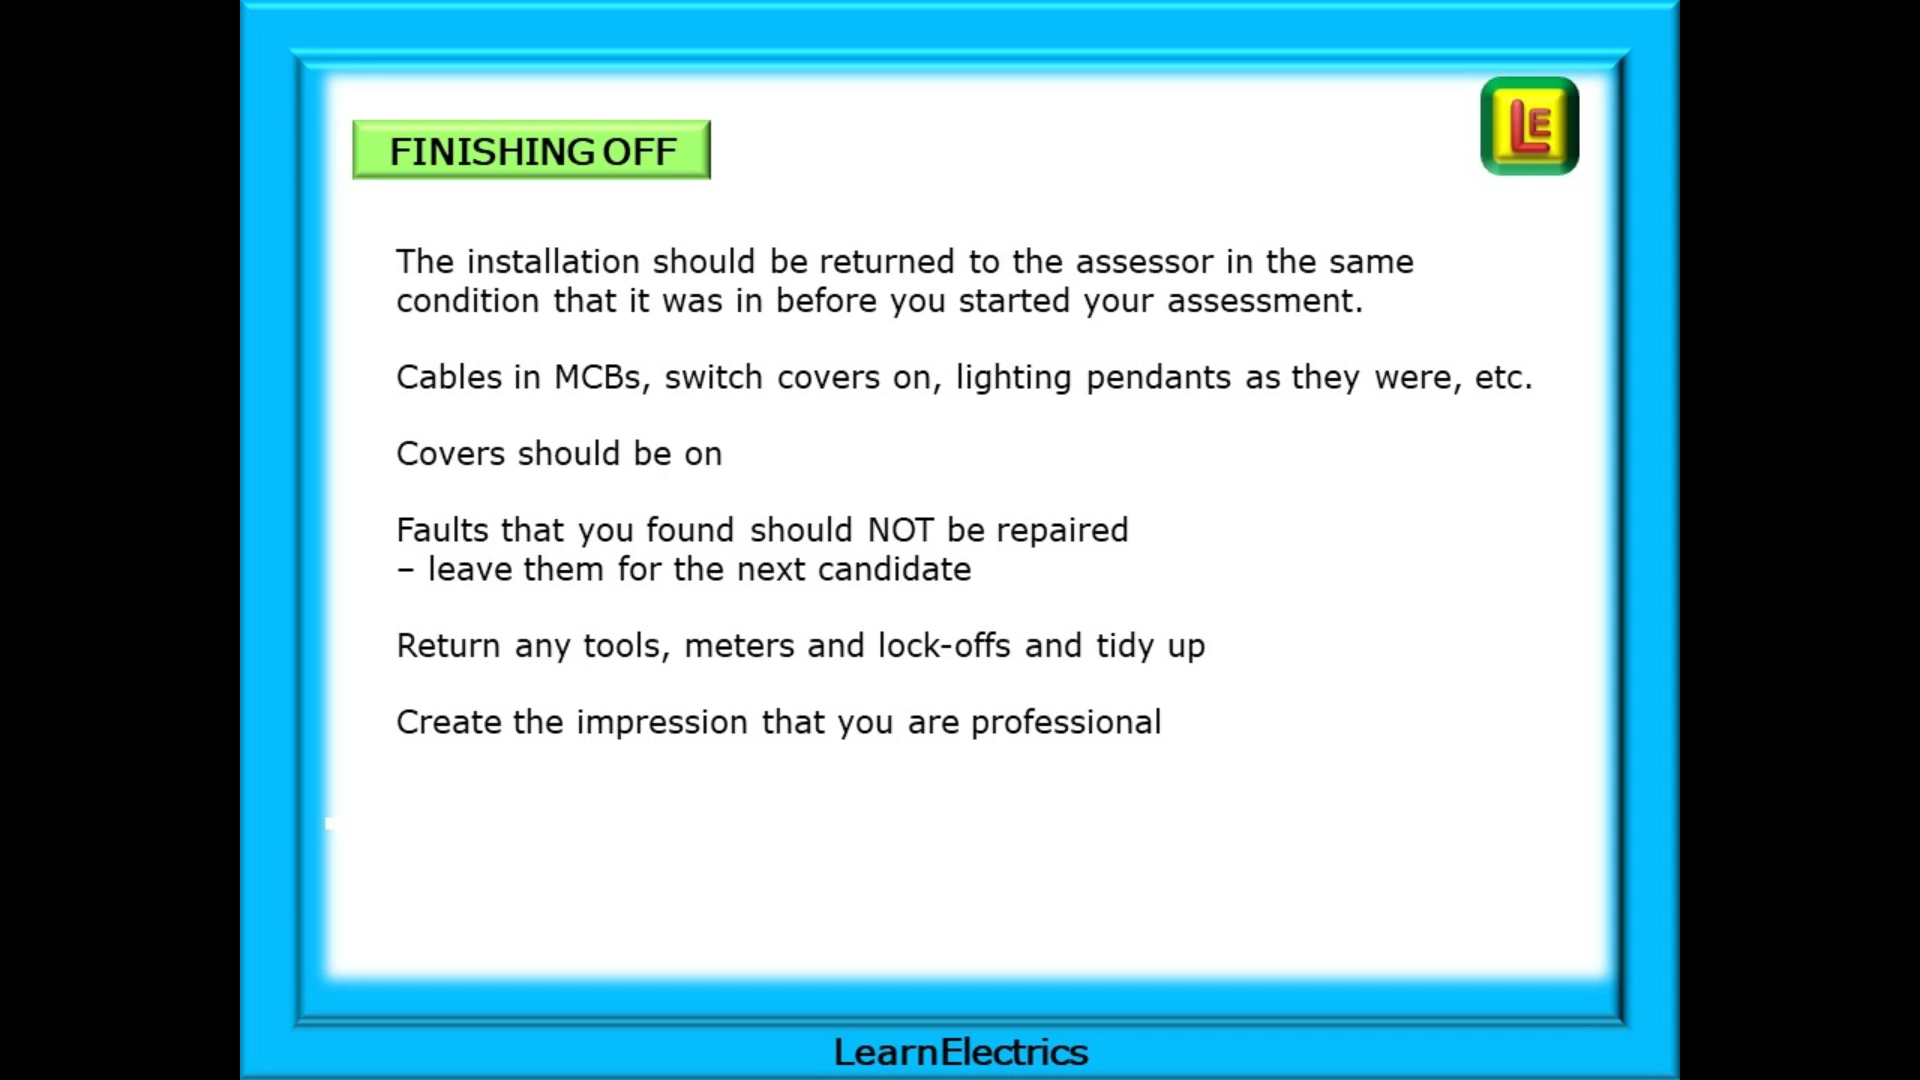 FINISHING OFF
LE
The installation should be returned to the assessor in the same
condition that it was in before you started your assessment.
Cables in MCBs, switch covers on, lighting pendants as they were, etc.
Covers should be on
Faults that you found should NOT be repaired
– leave them for the next candidate
Return any tools, meters and lock-offs and tidy up
Create the impression that you are professional
LearnElectrics